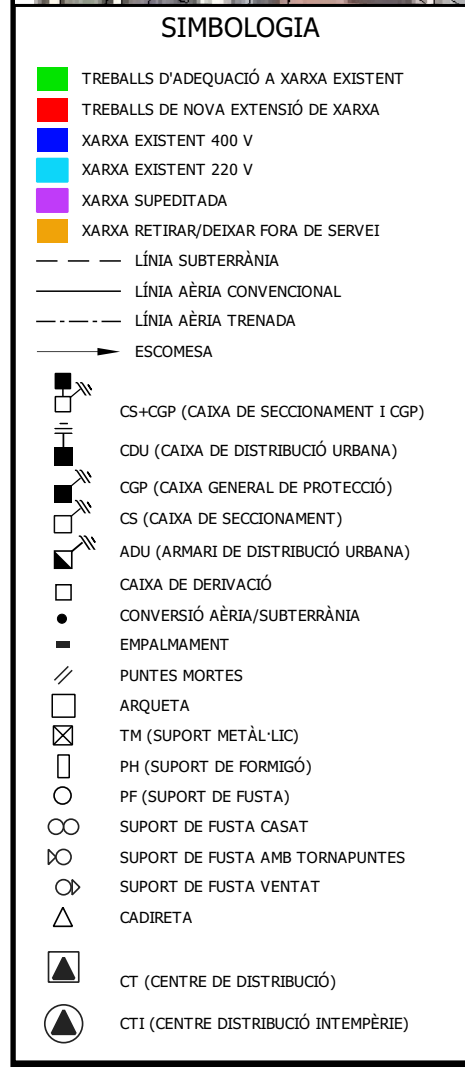 SIMBOLOGIA
TREBALLS D'ADEQUACIÓ A XARXA EXISTENT
TREBALLS DE NOVA EXTENSIÓ DE XARXA
XARXA EXISTENT 400 V
XARXA EXISTENT 220 V
XARXA SUPEDITADA
XARXA RETIRAR/DEIXAR FORA DE SERVEI
LÍNIA SUBTERRÀNIA
LÍNIA AÈRIA CONVENCIONAL
LÍNIA AÈRIA TRENADA
ESCOMESA
CS+CGP (CAIXA DE SECCIONAMENT I CGP)
CDU (CAIXA DE DISTRIBUCIÓ URBANA)
CGP (CAIXA GENERAL DE PROTECCIÓ)
CS (CAIXA DE SECCIONAMENT)
ADU (ARMARI DE DISTRIBUCIÓ URBANA)
CAIXA DE DERIVACIÓ
CONVERSIÓ AÈRIA/SUBTERRÀNIA
EMPALMAMENT
PUNTES MORTES
ARQUETA
TM (SUPORT METÀL·LIC)
PH (SUPORT DE FORMIGÓ)
PF (SUPORT DE FUSTA)
SUPORT DE FUSTA CASAT
SUPORT DE FUSTA AMB TORNAPUNTES
SUPORT DE FUSTA VENTAT
CADIRETA
CT (CENTRE DE DISTRIBUCIÓ)
CTI (CENTRE DISTRIBUCIÓ INTEMPÈRIE)